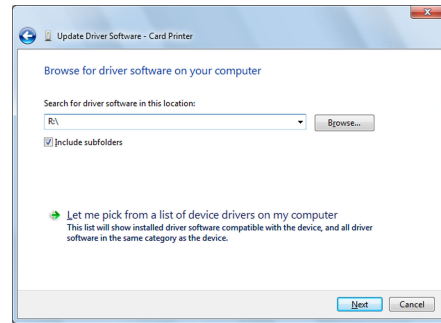 Update Driver Software - Card Printer
Browse for driver software on your computer
Search for driver software in this location:
R:\
Browse...
Include subfolders
Let me pick from a list of device drivers on my computer
This list will show installed driver software compatible with the device, and all driver
software in the same category as the device.
Next
Cancel